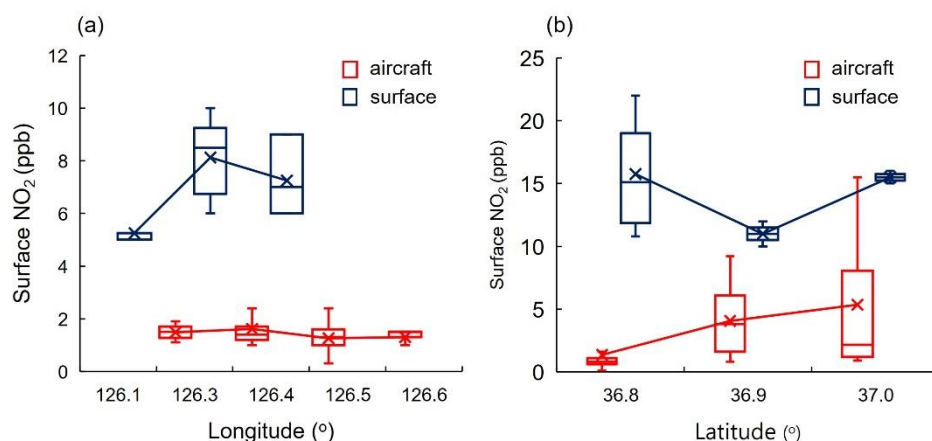 (a)
12
10
8
6
4
2
0
Surface NO₂ (ppb)
aircraft
surface
126.1 126.3 126.4 126.5 126.6
Longitude (º)
(b)
25
20
15
10
5
0
Surface NO₂ (ppb)
aircraft
surface
36.8 36.9 37.0
Latitude (º)